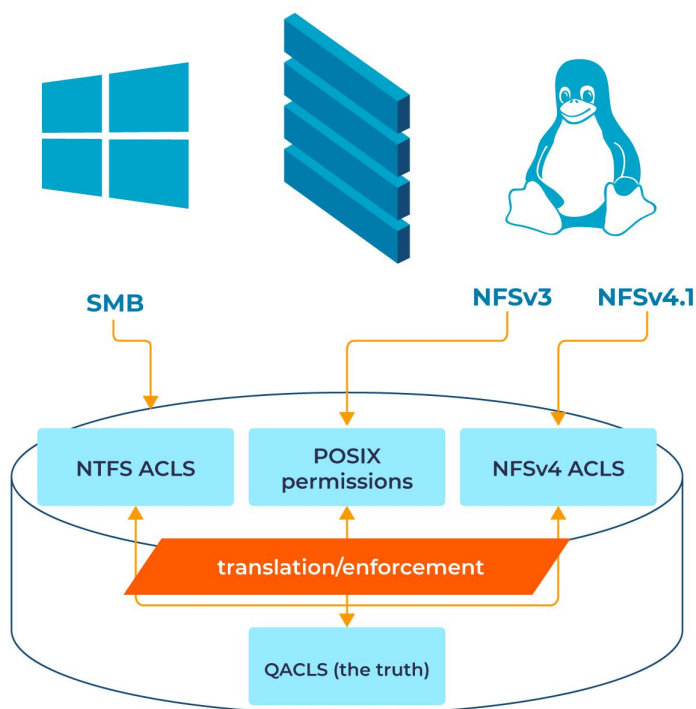 SMB
NFSv3
NFSv4.1
NTFS ACLS
POSIX
permissions
NFSv4 ACLS
translation/enforcement
QACLS (the truth)